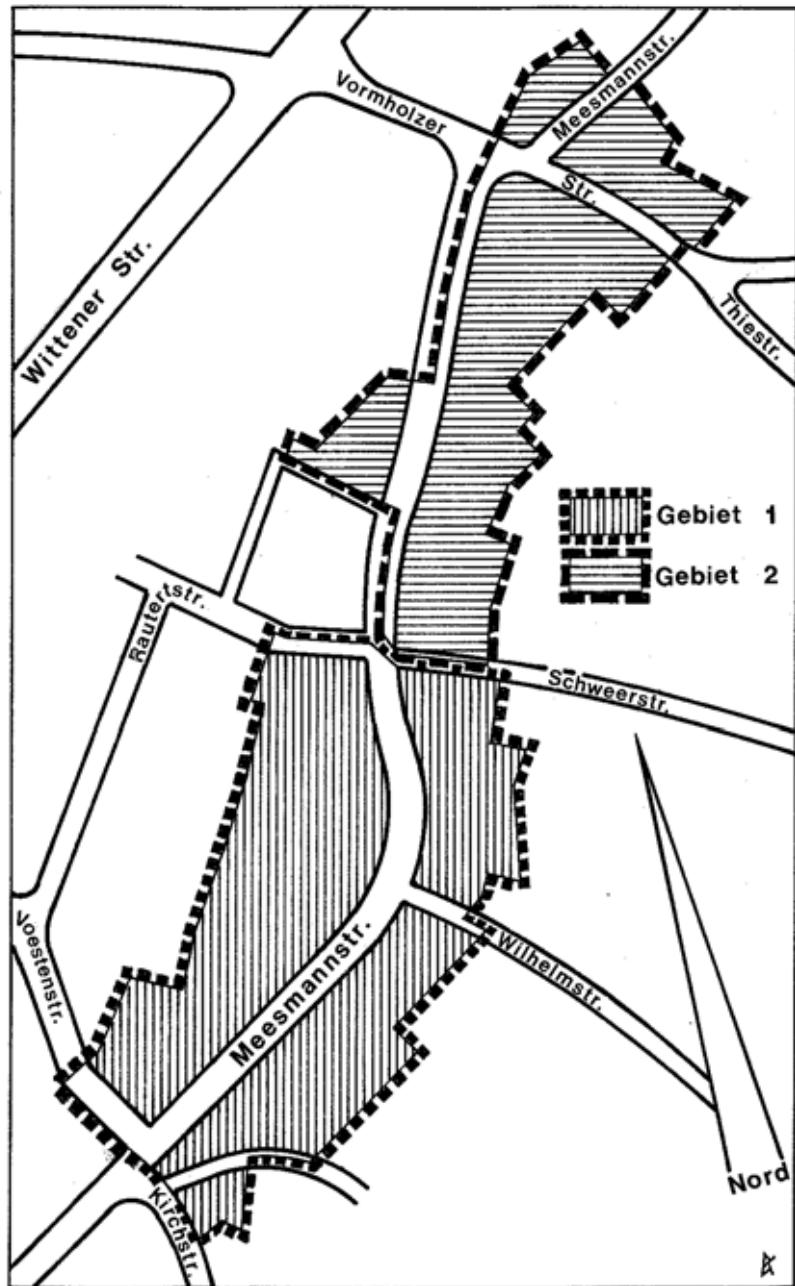 Vormholzer
Str.
Meesmannstr.
Wittener Str.
Thiestr.
Gebiet 1
Gebiet 2
Rautertstr.
Schweerstr.
Voestenstr.
Meesmannstr.
Wilhelmstr.
Kirchstr.
Nord